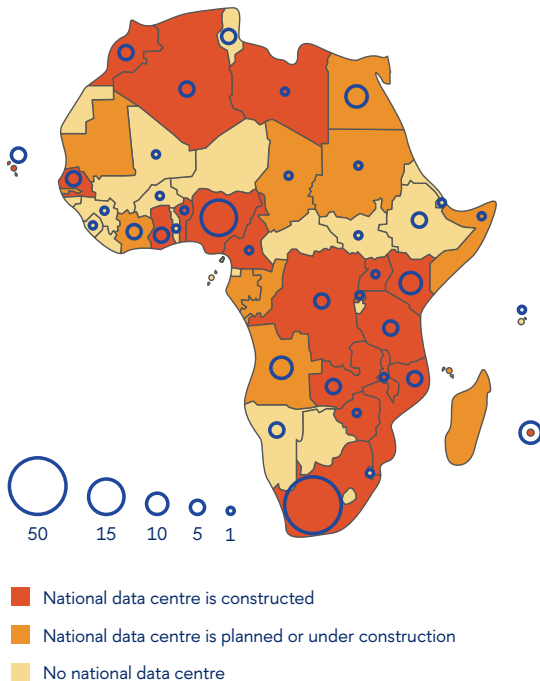 50 15 10 5 1
National data centre is constructed
National data centre is planned or under construction
No national data centre